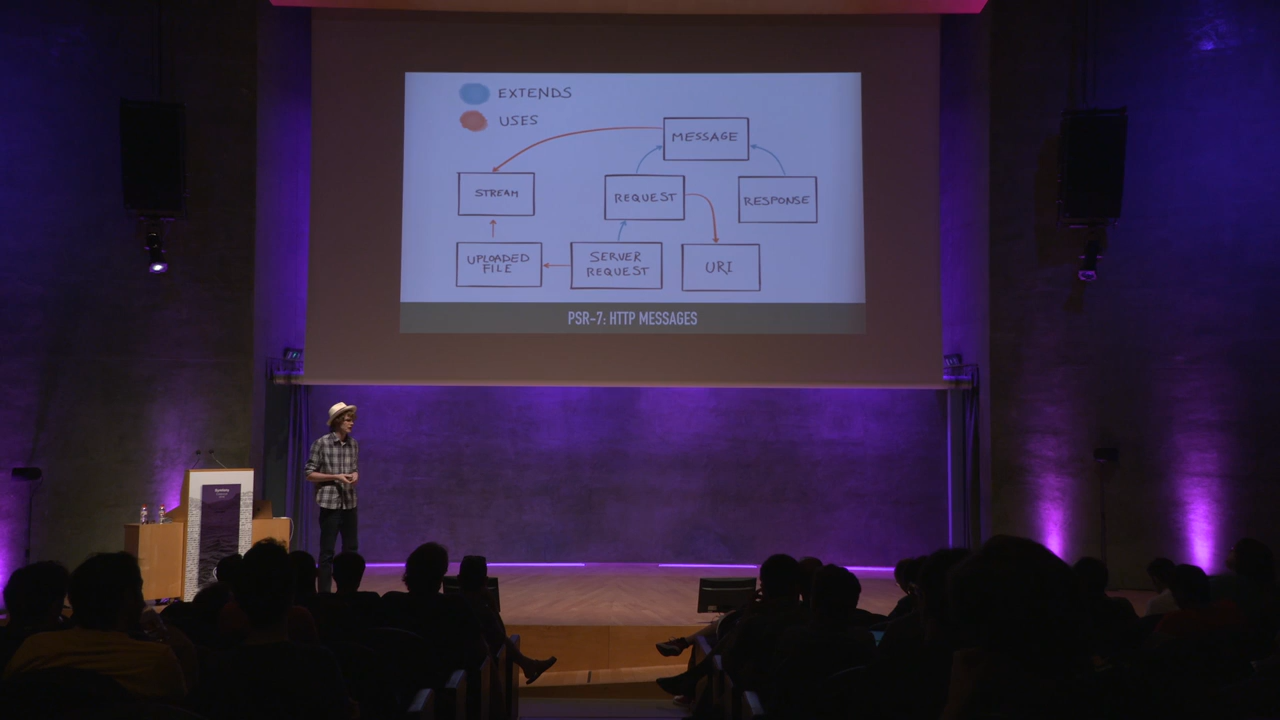 EXTENDS
USES
MESSAGE
STREAM
REQUEST
RESPONSE
UPLOADED
FILE
SERVER
REQUEST
URI
PSR-7: HTTP MESSAGES